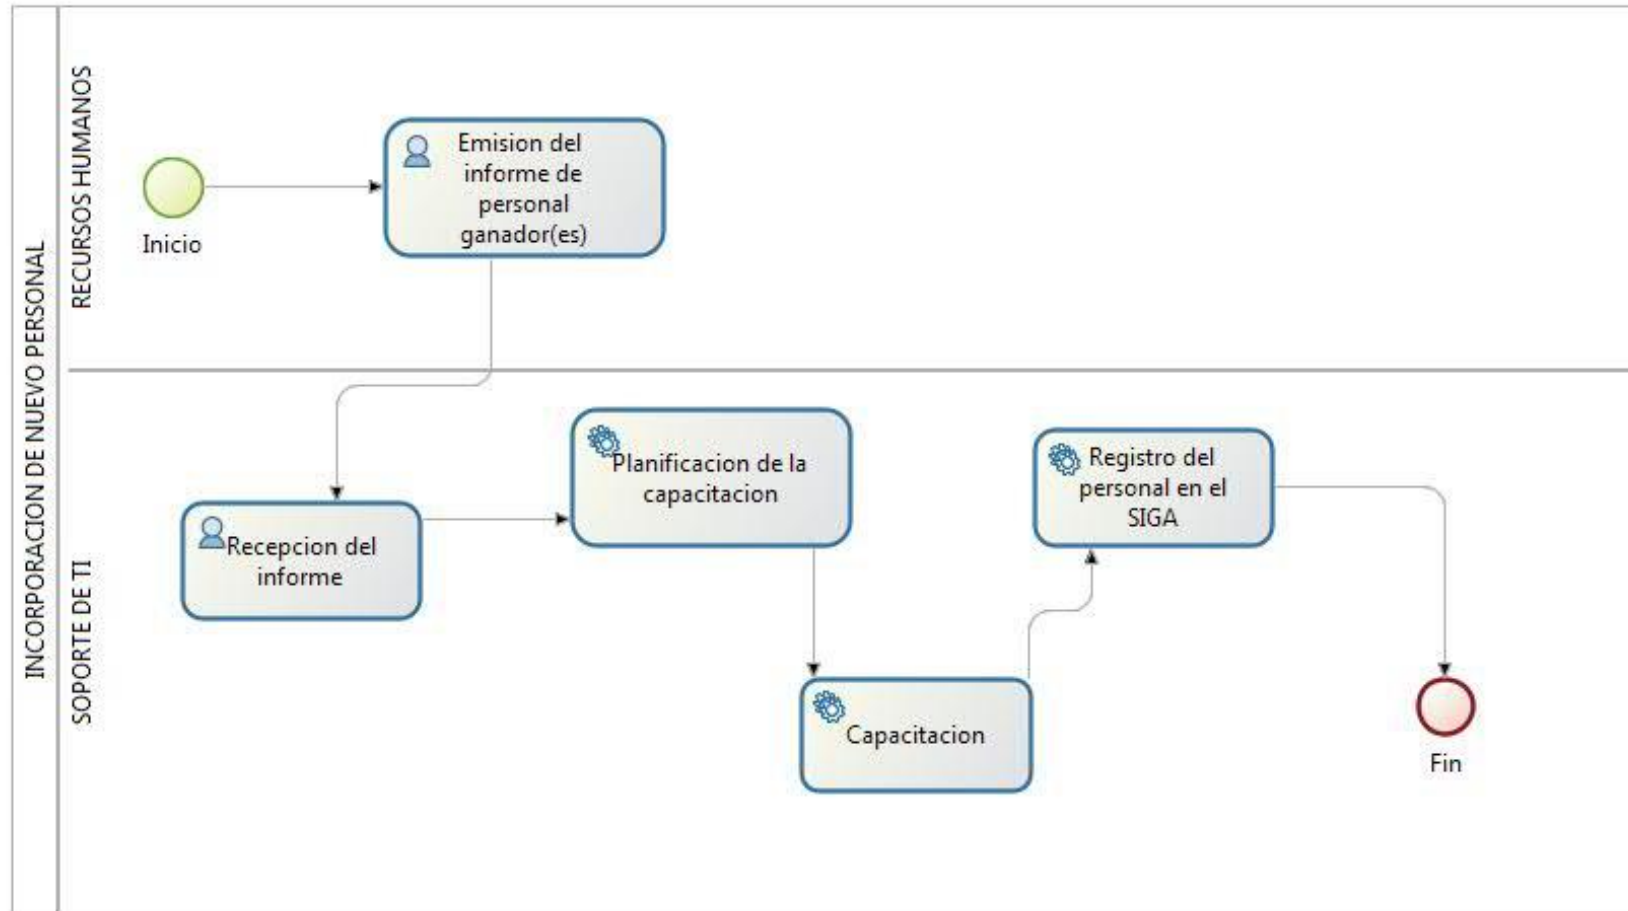 INCORPORACION DE NUEVO PERSONAL
RECURSOS HUMANOS
Inicio
Emision del
informe de
personal
ganador(es)
SOPORTE DE TI
Recepcion del
informe
Planificacion de la
capacitacion
Capacitacion
Registro del
personal en el
SIGA
Fin